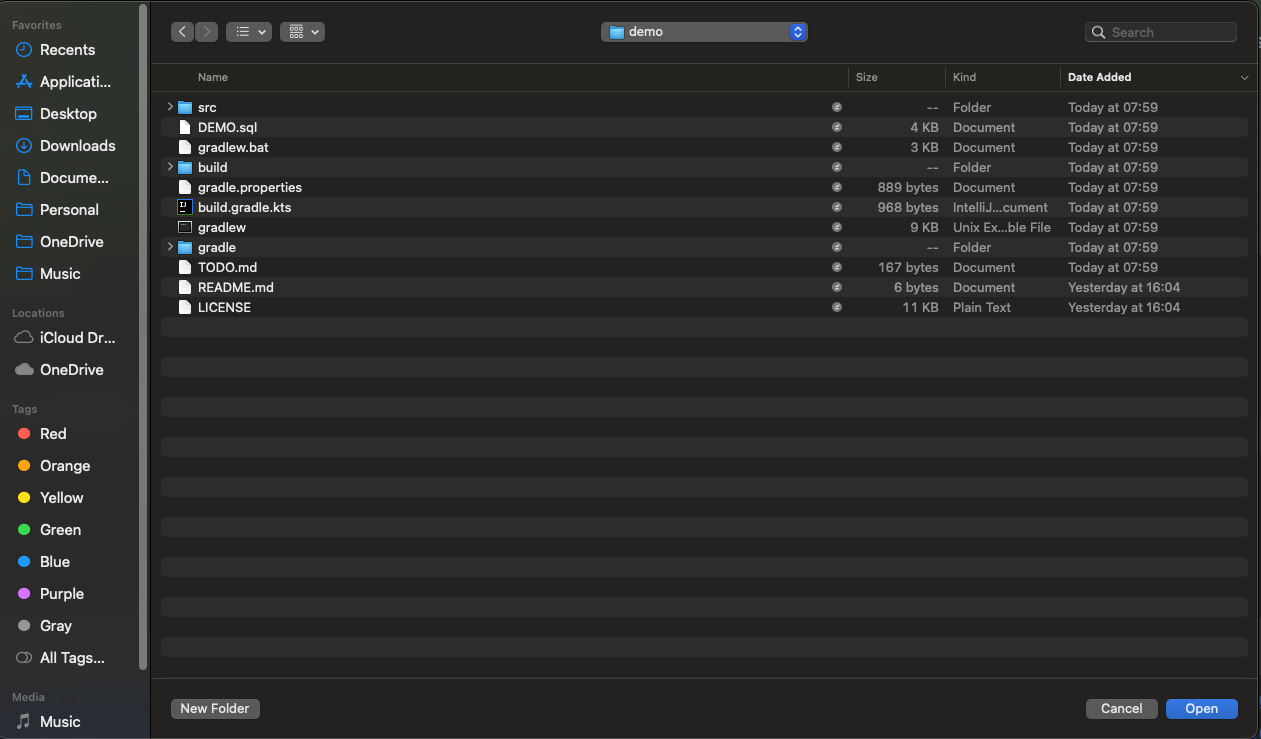 Favorites
Recents
Applicati...
Desktop
Downloads
Docume...
Personal
OneDrive
Music
Locations
iCloud Dr...
OneDrive
Tags
Red
Orange
Yellow
Green
Blue
Purple
Gray
All Tags...
Media
Music
demo
Search
Name Size Kind Date Added
src -- Folder Today at 07:59
DEMO.sql 4 KB Document Today at 07:59
gradlew.bat 3 KB Document Today at 07:59
build -- Folder Today at 07:59
gradle.properties 889 bytes Document Today at 07:59
build.gradle.kts 968 bytes IntelliJ...cument Today at 07:59
gradlew 9 KB Unix Ex...ble File Today at 07:59
gradle -- Folder Today at 07:59
TODO.md 167 bytes Document Today at 07:59
README.md 6 bytes Document Yesterday at 16:04
LICENSE 11 KB Plain Text Yesterday at 16:04
New Folder
Cancel
Open